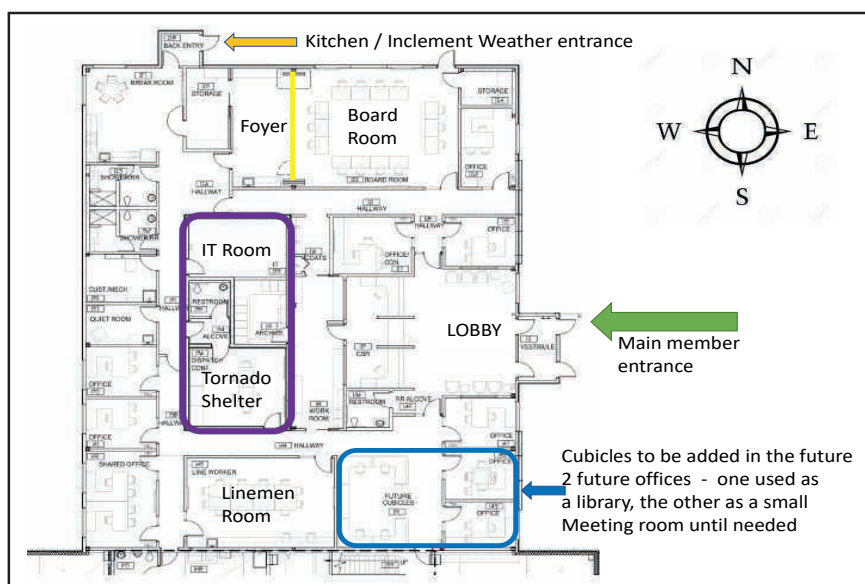 Kitchen / Inclement Weather entrance
BACK ENTRY
BREAK ROOM
STORAGE
Foyer
Board
Room
STORAGE
OFFICE
BOARD ROOM
N
W E
S
SHOWER/RR
HALLWAY
HALLWAY
SHOWER/RR
IT Room
IT
COATS
OFFICE/
CON.
HALLWAY
OFFICE
CUST/MECH
RESTROOM
QUIET ROOM
HALLWAY
ALCOVE
ARCHIVE
CSR
LOBBY
VESTIBULE
Main member
entrance
DISPATCH
CONF.
Tornado
Shelter
OFFICE
RESTROOM
RR ALCOVE
WORK
ROOM
HALLWAY
OFFICE
OFFICE
HALLWAY
SHARED OFFICE
LINE WORKER
Linemen
Room
FUTURE
CUBICLES
OFFICE
OFFICE
Cubicles to be added in the future
2 future offices - one used as
a library, the other as a small
Meeting room until needed